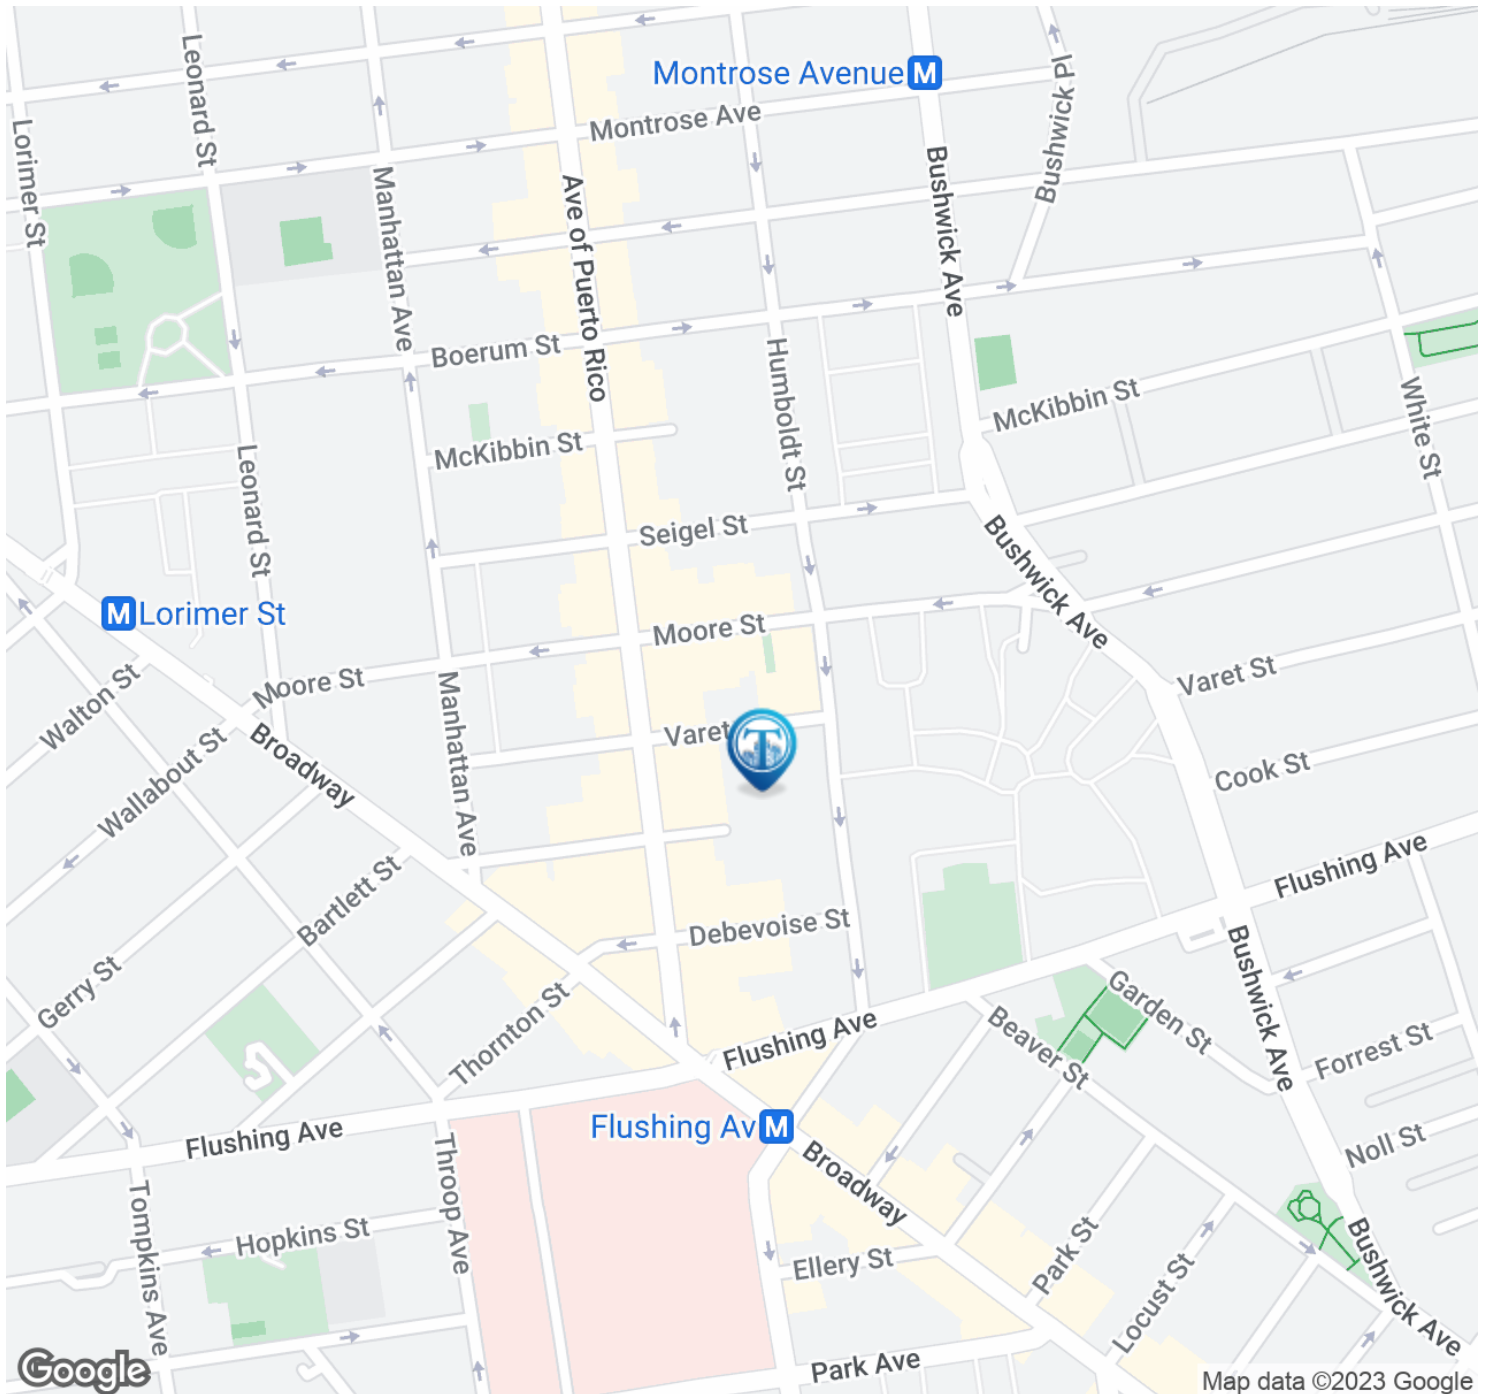 Montrose Avenue
M
Leonard St
Lorimer St
Montrose Ave
Bushwick Pl
Manhattan Ave
Ave of Puerto Rico
Bushwick Ave
Boerum St
Humboldt St
McKibbin St
McKibbin St
White St
Leonard St
Seigel St
Bushwick Ave
M
Lorimer St
Moore St
Moore St
Varet St
Walton St
Manhattan Ave
Varet
T
Wallabout St
Broadway
Cook St
Bartlett St
Flushing Ave
Debevoise St
Gerry St
Thornton St
Flushing Ave
Beaver St
Garden St
Bushwick Ave
Forrest St
Flushing Ave
Flushing Av
M
Noll St
Throop Ave
Tompkins Ave
Broadway
Hopkins St
Ellery St
Park St
Locust St
Bushwick Ave
Park Ave
Google
Map data ©2023 Google